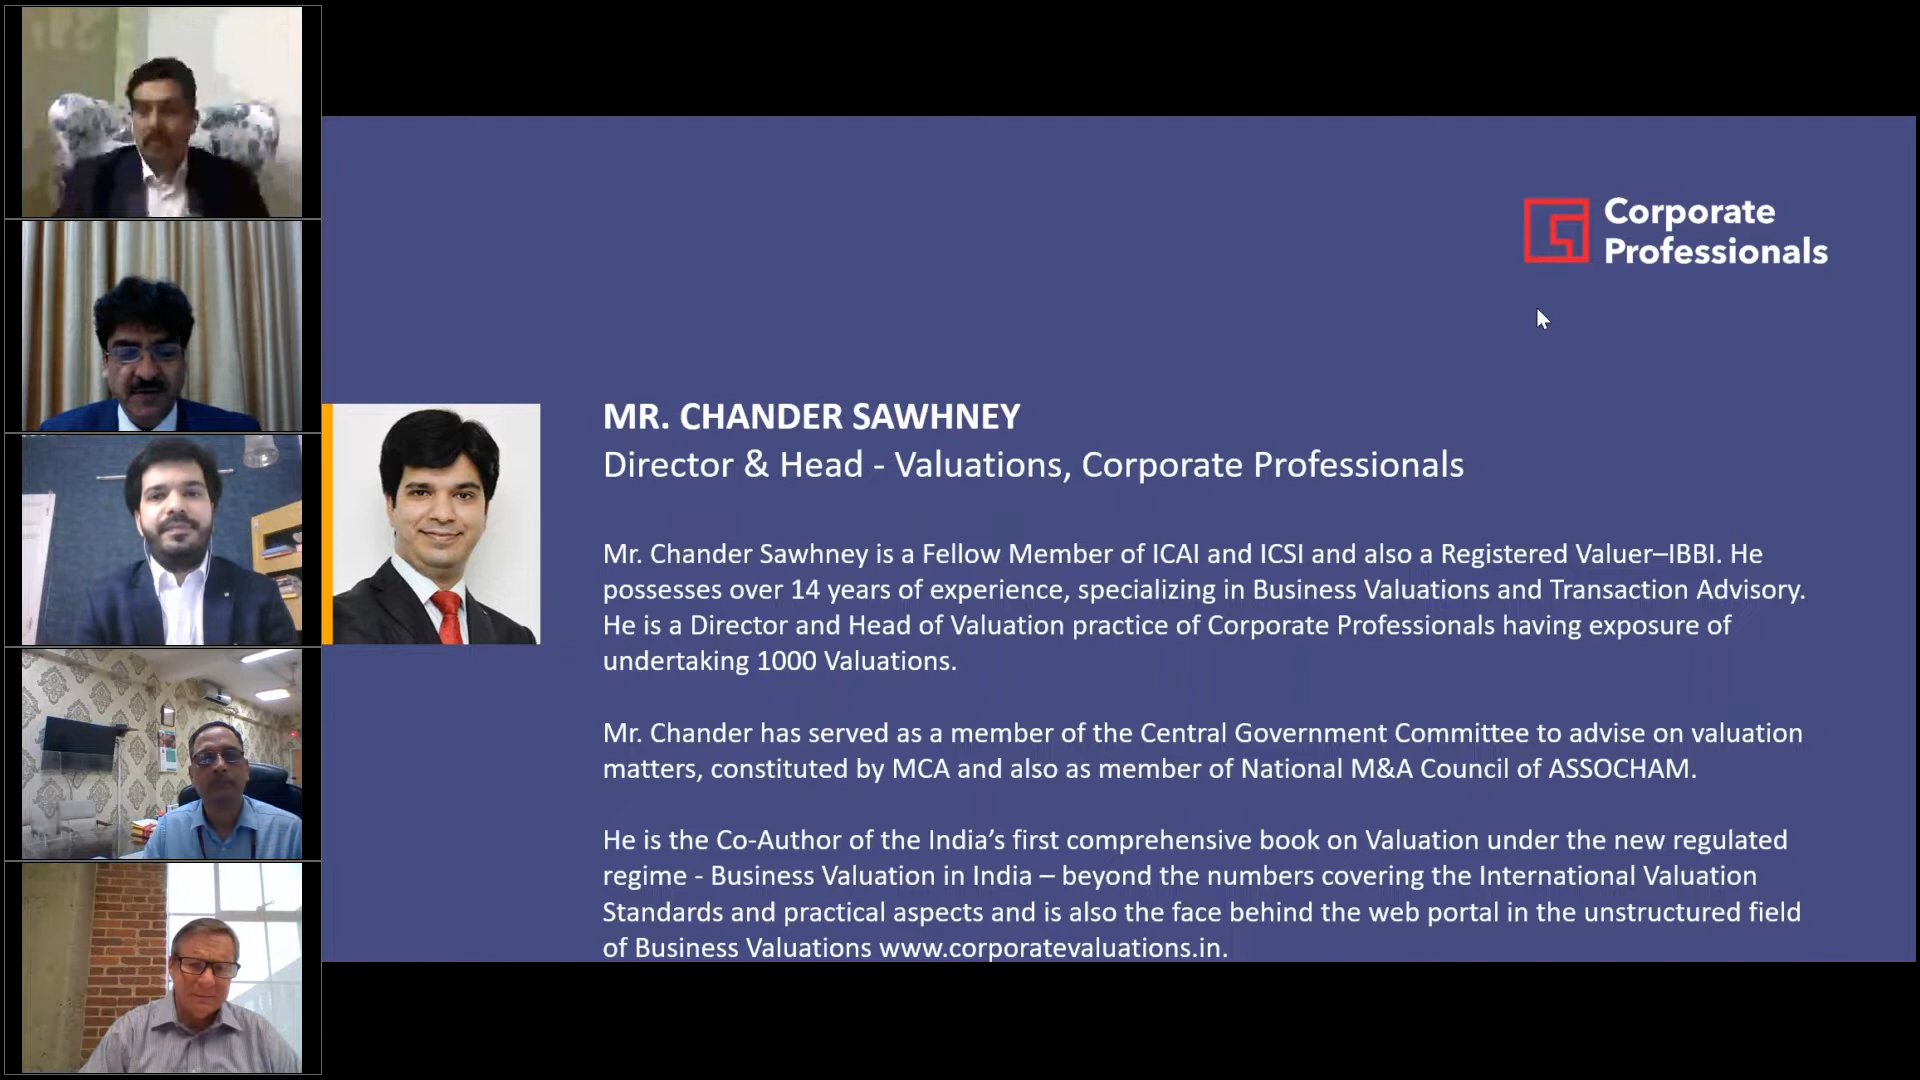 Corporate
Professionals
MR. CHANDER SAWHNEY
Director & Head - Valuations, Corporate Professionals
Mr. Chander Sawhney is a Fellow Member of ICAI and ICSI and also a Registered Valuer–IBBI. He
possesses over 14 years of experience, specializing in Business Valuations and Transaction Advisory.
He is a Director and Head of Valuation practice of Corporate Professionals having exposure of
undertaking 1000 Valuations.
Mr. Chander has served as a member of the Central Government Committee to advise on valuation
matters, constituted by MCA and also as member of National M&A Council of ASSOCHAM.
He is the Co-Author of the India’s first comprehensive book on Valuation under the new regulated
regime - Business Valuation in India – beyond the numbers covering the International Valuation
Standards and practical aspects and is also the face behind the web portal in the unstructured field
of Business Valuations www.corporatevaluations.in.